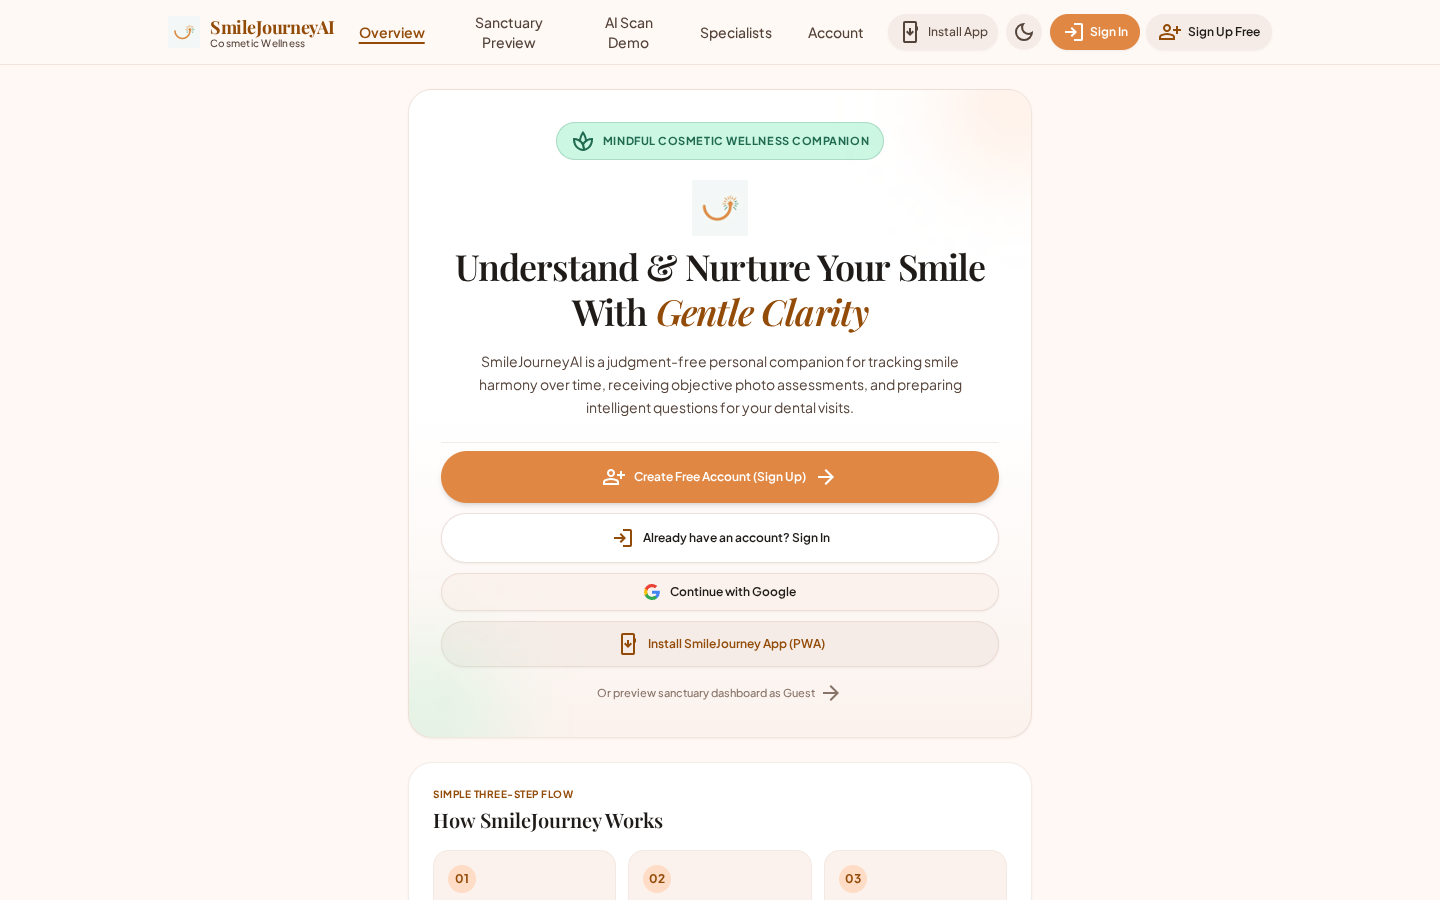 SmileJourneyAI
Cosmetic Wellness
Overview
Sanctuary
Preview
AI Scan
Demo
Specialists
Account
Install App
Sign In
Sign Up Free
MINDFUL COSMETIC WELLNESS COMPANION
Understand & Nurture Your Smile
With Gentle Clarity
SmileJourneyAI is a judgment-free personal companion for tracking smile
harmony over time, receiving objective photo assessments, and preparing
intelligent questions for your dental visits.
Create Free Account (Sign Up)
Already have an account? Sign In
Continue with Google
Install SmileJourney App (PWA)
Or preview sanctuary dashboard as Guest
SIMPLE THREE-STEP FLOW
How SmileJourney Works
01
02
03